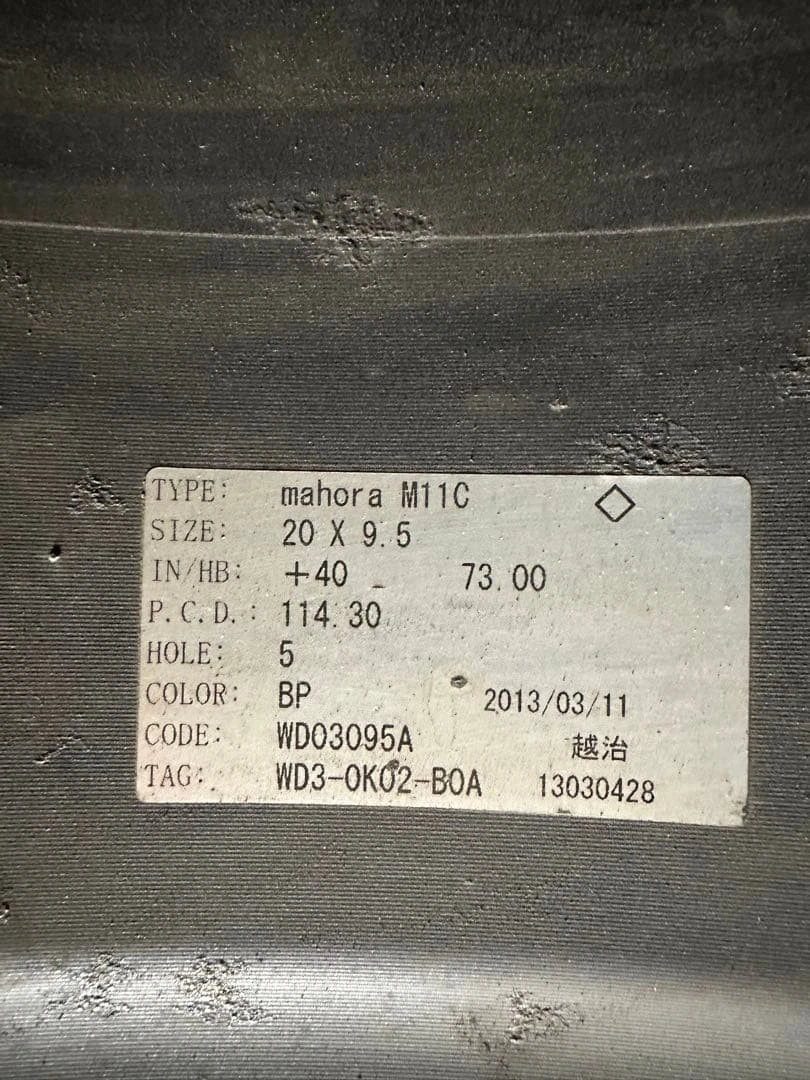 TYPE: mahora M11C ◇
SIZE: 20 X 9.5
IN/HB: +40 73.00
P.C.D.: 114.30
HOLE: 5
COLOR: BP 2013/03/11
CODE: WD03095A 越治
TAG: WD3-0K02-B0A 13030428